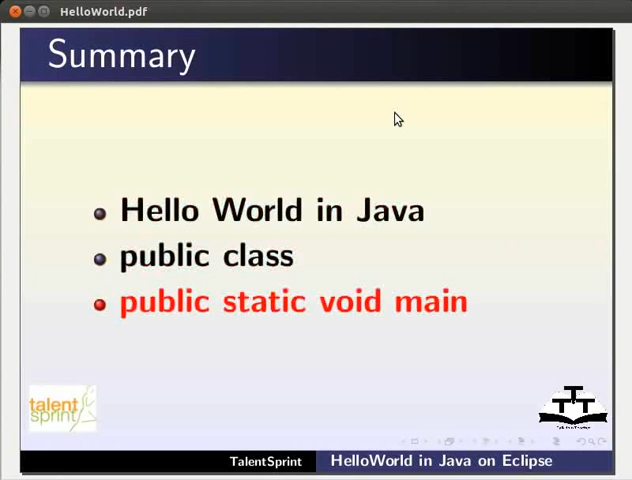 HelloWorld.pdf
Summary
Hello World in Java
public class
public static void main
talent
sprint
TTT
TalentSprint
HelloWorld in Java on Eclipse